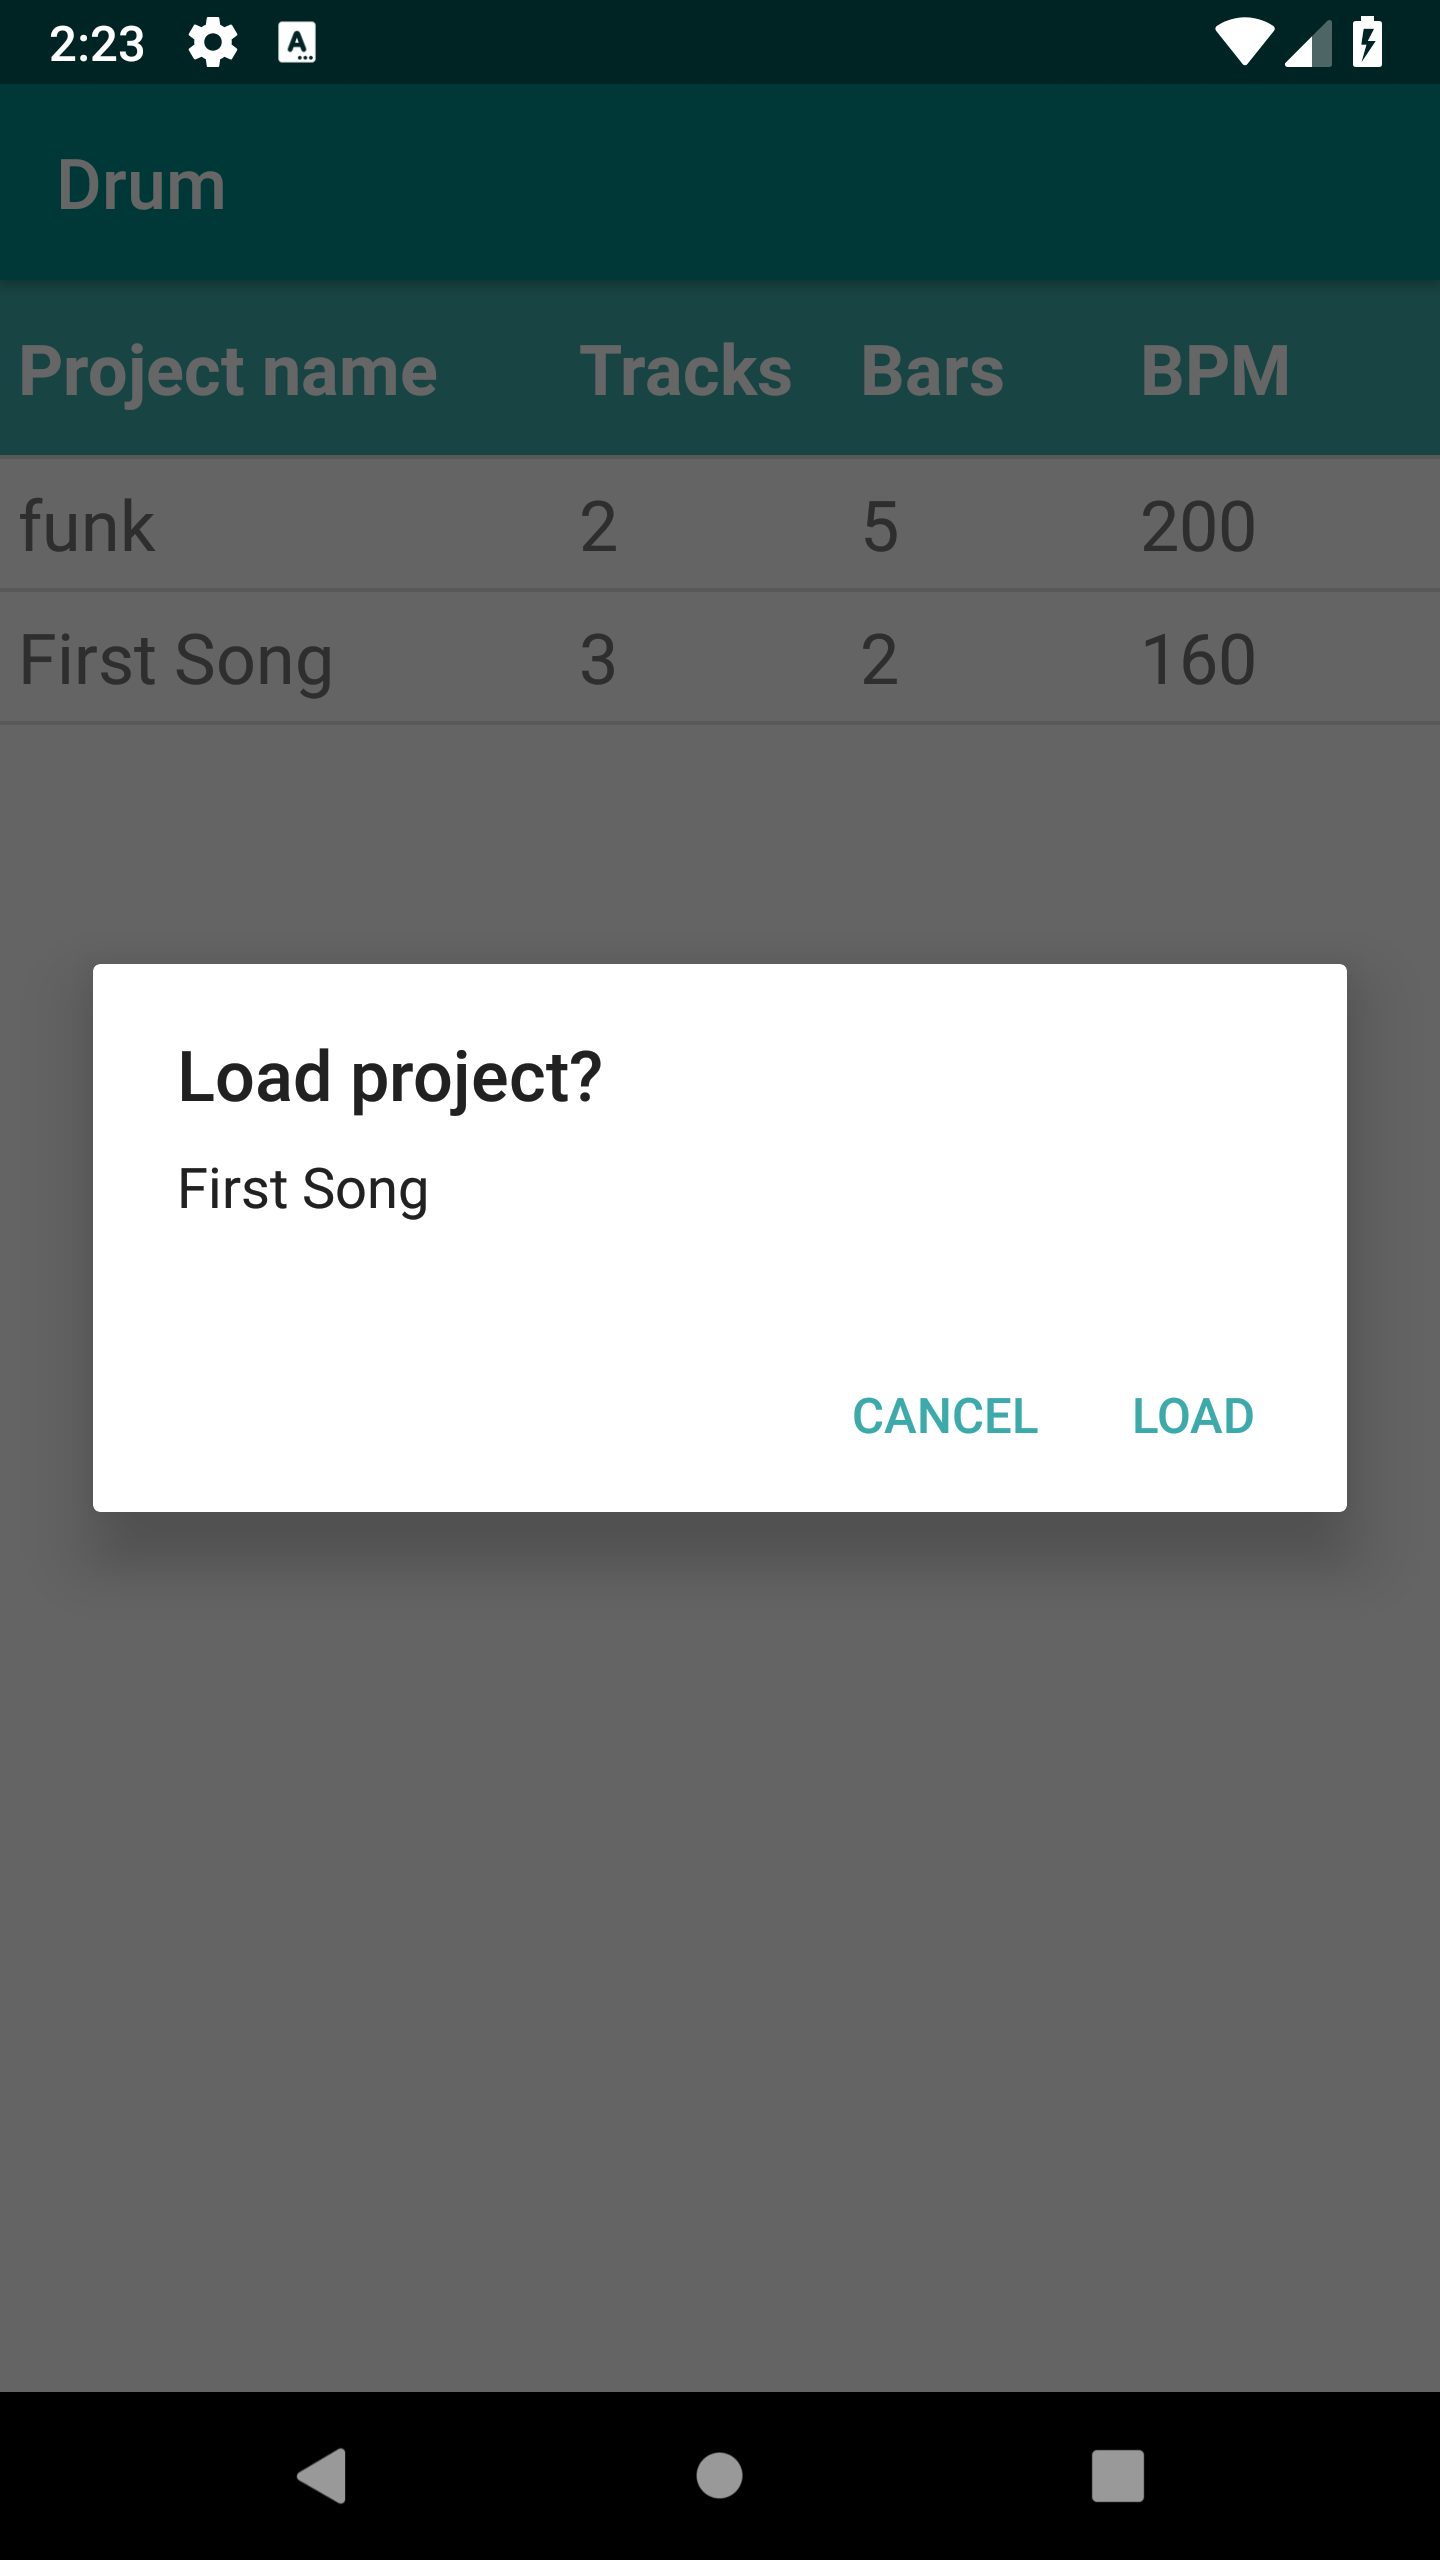 2:23
Drum
Project name Tracks Bars BPM
funk 2 5 200
First Song 3 2 160
Load project?
First Song
CANCEL LOAD